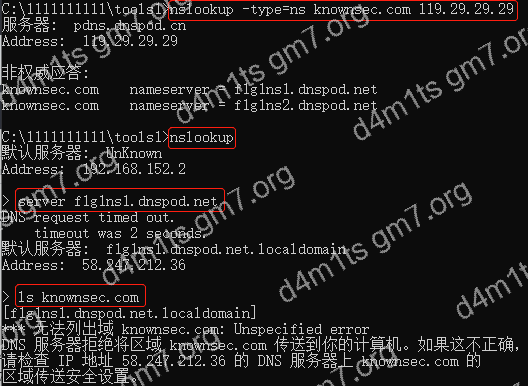 C:\1111111111\tools1>nslookup -type=ns knownsec.com 119.29.29.29
服务器:  pdns.dnspod.cn
Address:  119.29.29.29
非权威应答:
knownsec.com    nameserver = f1g1ns1.dnspod.net
knownsec.com    nameserver = f1g1ns2.dnspod.net
C:\1111111111\tools1>nslookup
默认服务器:  UnKnown
Address:  192.168.152.2
> server f1g1ns1.dnspod.net
DNS request timed out.
    timeout was 2 seconds.
默认服务器:  f1g1ns1.dnspod.net.localdomain
Address:  58.247.212.36
> ls knownsec.com
[f1g1ns1.dnspod.net.localdomain]
*** 无法列出域 knownsec.com: Unspecified error
DNS 服务器拒绝将区域 knownsec.com 传送到你的计算机。如果这不正确,
请检查 IP 地址 58.247.212.36 的 DNS 服务器上 knownsec.com 的
区域传送安全设置。
d4m1ts gm7.org
d4m1ts gm7.org
d4m1ts gm7.org
d4m1ts gm7.org